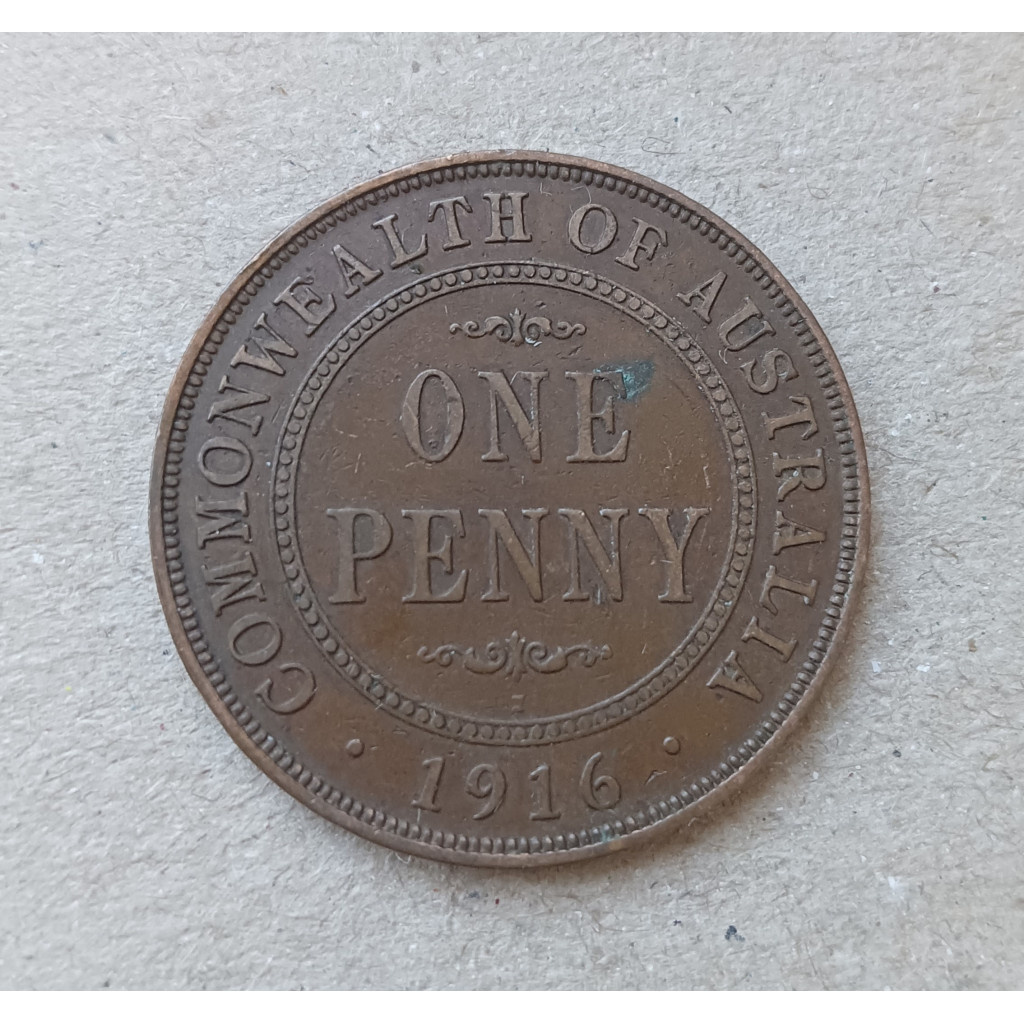 COMMONWEALTH OF AUSTRALIA
ONE
PENNY
I
1916